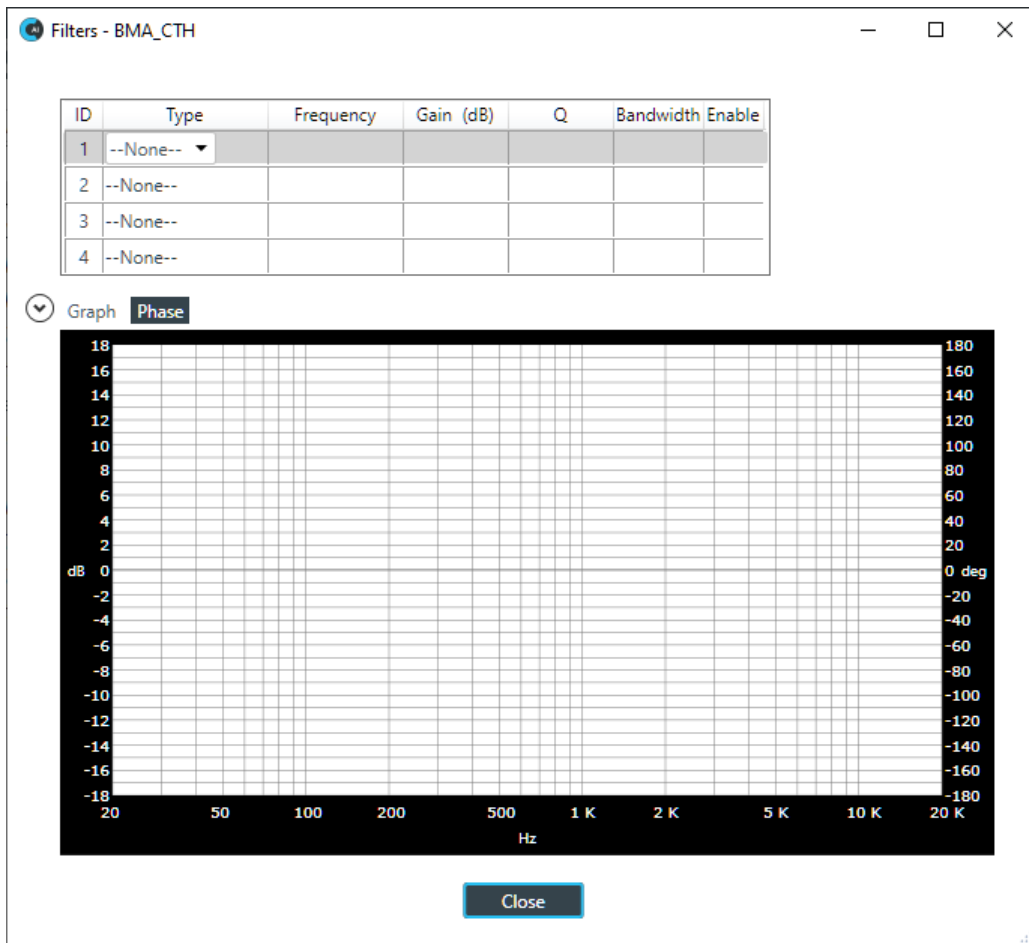 Filters - BMA_CTH
ID Type Frequency Gain (dB) Q Bandwidth Enable
1 --None--
2 --None--
3 --None--
4 --None--
Graph Phase
18 180
16 160
14 140
12 120
10 100
8 80
6 60
4 40
2 20
dB 0 0 deg
-2 -20
-4 -40
-6 -60
-8 -80
-10 -100
-12 -120
-14 -140
-16 -160
-18 -180
20 50 100 200 500 1 K 2 K 5 K 10 K 20 K
Hz
Close